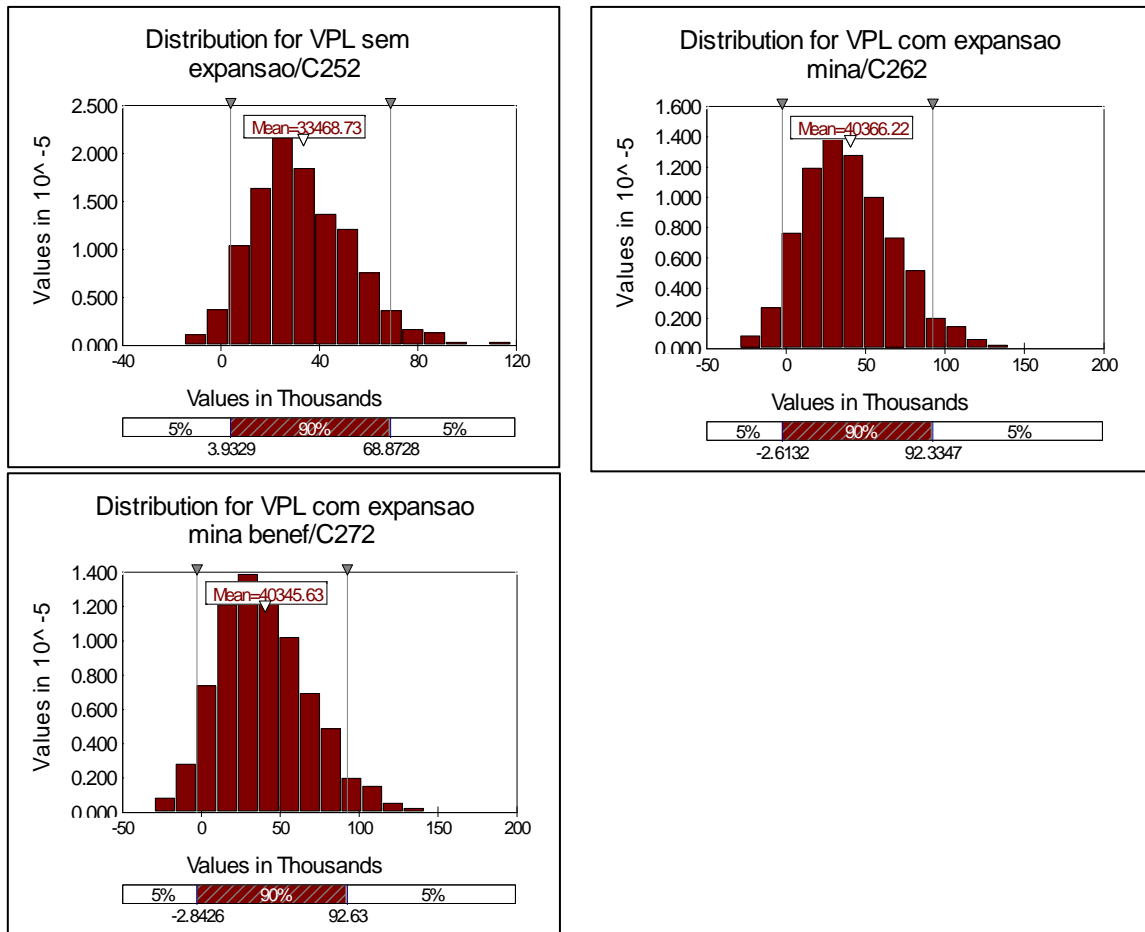 Distribution for VPL sem
expansao/C252
Values in 10^ -5
2.500
2.000
1.500
1.000
0.500
0.000
Mean=33468.73
-40 0 40 80 120
Values in Thousands
5% 90% 5%
3.9329 68.8728
Distribution for VPL com expansao
mina/C262
Values in 10^ -5
1.600
1.400
1.200
1.000
0.800
0.600
0.400
0.200
0.000
Mean=40366.22
-50 0 50 100 150 200
Values in Thousands
5% 90% 5%
-2.6132 92.3347
Distribution for VPL com expansao
mina benef/C272
Values in 10^ -5
1.400
1.200
1.000
0.800
0.600
0.400
0.200
0.000
Mean=40345.63
-50 0 50 100 150 200
Values in Thousands
5% 90% 5%
-2.8426 92.63